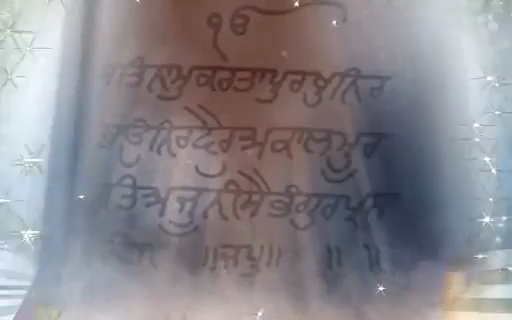 ੴ
ਸਤਿਨਾਮੁਕਰਤਾਪੁਰਖੁਨਿਰ
ਭਉਨਿਰਵੈਰੁਅਕਾਲਮੂਰ
ਤਿਅਜੂਨੀਸੈਭੰਗੁਰਪ੍ਰਸ
॥ਜਪੁ॥ ॥ ॥